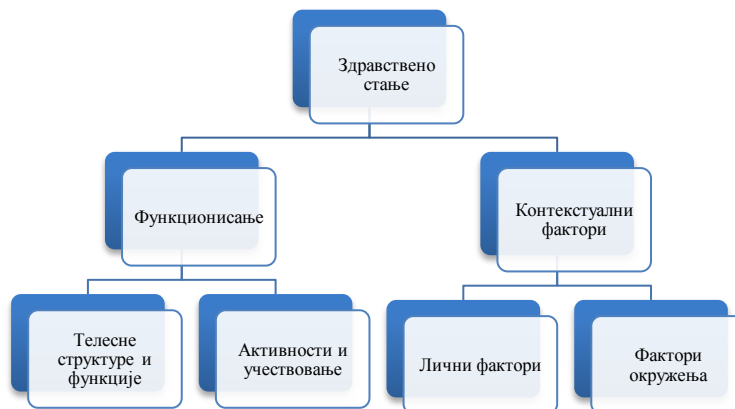 Здравствено
стање
Функционисање
Контекстуални
фактори
Телесне
структуре и
функције
Активности и
учествовање
Лични фактори
Фактори
окружења